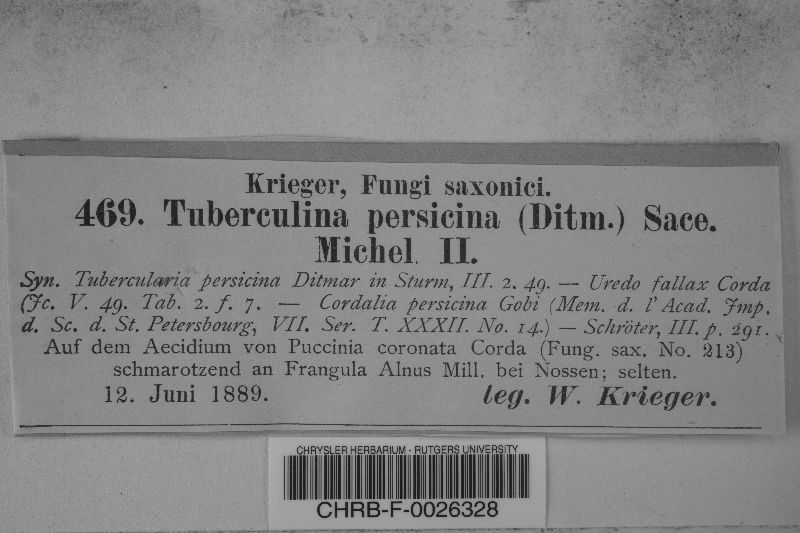 Krieger, Fungi saxonici.
469. Tuberculina persicina (Ditm.) Sacc.
Michel II.
Syn. Tubercularia persicina Ditmar in Sturm, III. 2. 49. — Uredo fallax Corda
(Jc. V. 49. Tab. 2. f. 7. — Cordalia persicina Gobi (Mem. d. l'Acad. Jmp.
d. Sc. d. St. Petersbourg, VII. Ser. T. XXXII. No. 14.) — Schröter, III. p. 291.
Auf dem Aecidium von Puccinia coronata Corda (Fung. sax. No. 213)
schmarotzend an Frangula Alnus Mill. bei Nossen; selten.
12. Juni 1889. leg. W. Krieger.
CHRYSLER HERBARIUM - RUTGERS UNIVERSITY
CHRB-F-0026328